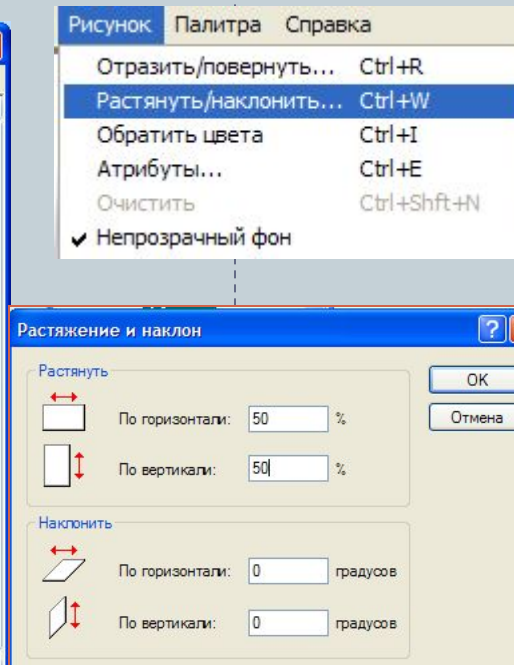 Рисунок Палитра Справка
Отразить/повернуть... Ctrl+R
Растянуть/наклонить... Ctrl+W
Обратить цвета Ctrl+I
Атрибуты... Ctrl+E
Очистить Ctrl+Shft+N
Непрозрачный фон
Растяжение и наклон
Растянуть
OK
По горизонтали: 50 %
Отмена
По вертикали: 50 %
Наклонить
По горизонтали: 0 градусов
По вертикали: 0 градусов